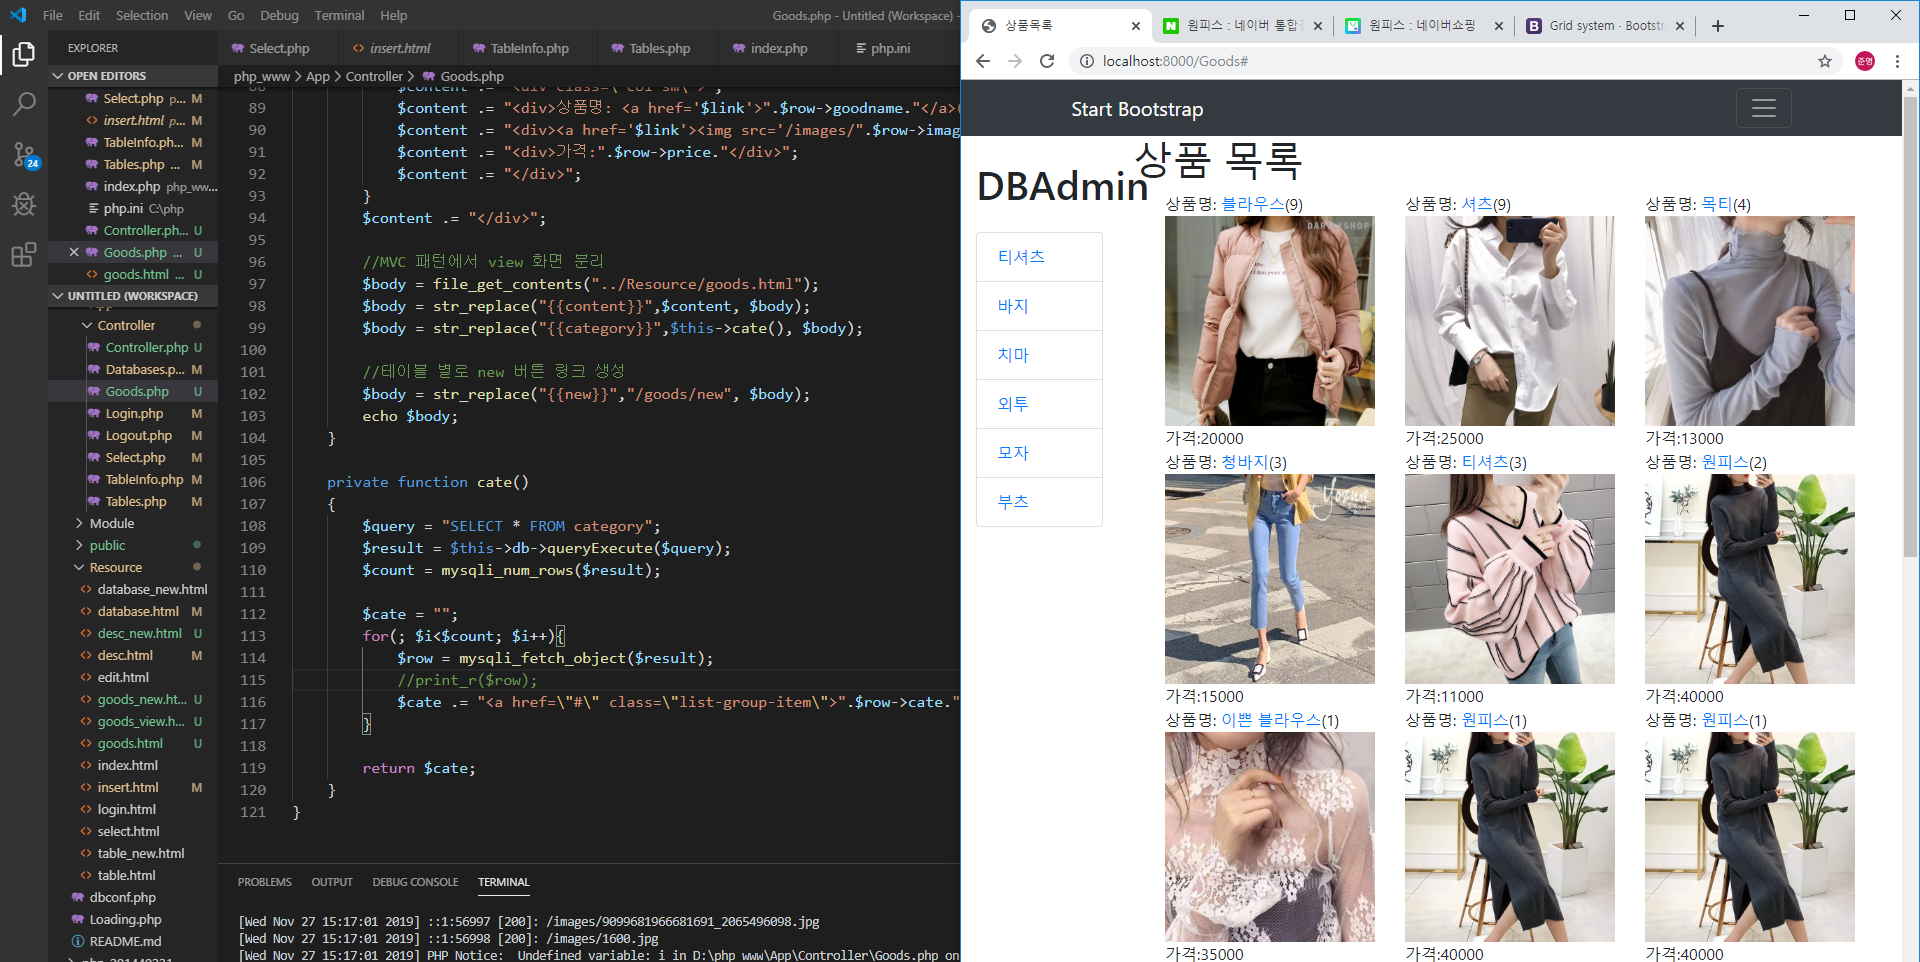 File Edit Selection View Go Debug Terminal Help
Goods.php - Untitled (Workspace) -
EXPLORER
OPEN EDITORS
Select.php p... M
insert.html p... M
TableInfo.ph... M
Tables.php ... M
index.php php_ww...
php.ini C:\php
Controller.ph... U
Goods.php ... U
goods.html ... U
UNTITLED (WORKSPACE)
Controller
Controller.php U
Databases.p... M
Goods.php U
Login.php M
Logout.php M
Select.php M
TableInfo.php M
Tables.php M
Module
public
Resource
database_new.html
database.html M
desc_new.html U
desc.html M
edit.html
goods_new.ht... U
goods_view.h... U
goods.html U
index.html
insert.html M
login.html
select.html
table_new.html
table.html
dbconf.php
Loading.php
README.md
24
Select.php insert.html TableInfo.php Tables.php index.php php.ini
php_www > App > Controller > Goods.php
88 $content .= "<div class=\"col-sm\">";
89 $content .= "<div>상품명: <a href='$link'>".$row->goodname."</a>(
90 $content .= "<div><a href='$link'><img src='/images/".$row->imag
91 $content .= "<div>가격:".$row->price."</div>";
92 $content .= "</div>";
93 }
94 $content .= "</div>";
95
96 //MVC 패턴에서 view 화면 분리
97 $body = file_get_contents("../Resource/goods.html");
98 $body = str_replace("{{content}}",$content, $body);
99 $body = str_replace("{{category}}",$this->cate(), $body);
100
101 //테이블 별로 new 버튼 링크 생성
102 $body = str_replace("{{new}}","/goods/new", $body);
103 echo $body;
104 }
105
106 private function cate()
107 {
108 $query = "SELECT * FROM category";
109 $result = $this->db->queryExecute($query);
110 $count = mysqli_num_rows($result);
111
112 $cate = "";
113 for(; $i<$count; $i++){
114 $row = mysqli_fetch_object($result);
115 //print_r($row);
116 $cate .= "<a href=\"#\" class=\"list-group-item\">".$row->cate."
117 }
118
119 return $cate;
120 }
121 }
PROBLEMS OUTPUT DEBUG CONSOLE TERMINAL
[Wed Nov 27 15:17:01 2019] ::1:56997 [200]: /images/9099681966681691_2065496098.jpg
[Wed Nov 27 15:17:01 2019] ::1:56998 [200]: /images/1600.jpg
[Wed Nov 27 15:17:01 2019] PHP Notice: Undefined variable: i in D:\php_www\App\Controller\Goods.php on
상품목록
원피스 : 네이버 통합검
원피스 : 네이버쇼핑
Grid system · Bootstr
localhost:8000/Goods#
준명
Start Bootstrap
상품 목록
DBAdmin
티셔츠
바지
치마
외투
모자
부츠
상품명: 블라우스(9) 상품명: 셔츠(9) 상품명: 목티(4)
가격:20000 가격:25000 가격:13000
상품명: 청바지(3) 상품명: 티셔츠(3) 상품명: 원피스(2)
가격:15000 가격:11000 가격:40000
상품명: 이쁜 블라우스(1) 상품명: 원피스(1) 상품명: 원피스(1)
가격:35000 가격:40000 가격:40000